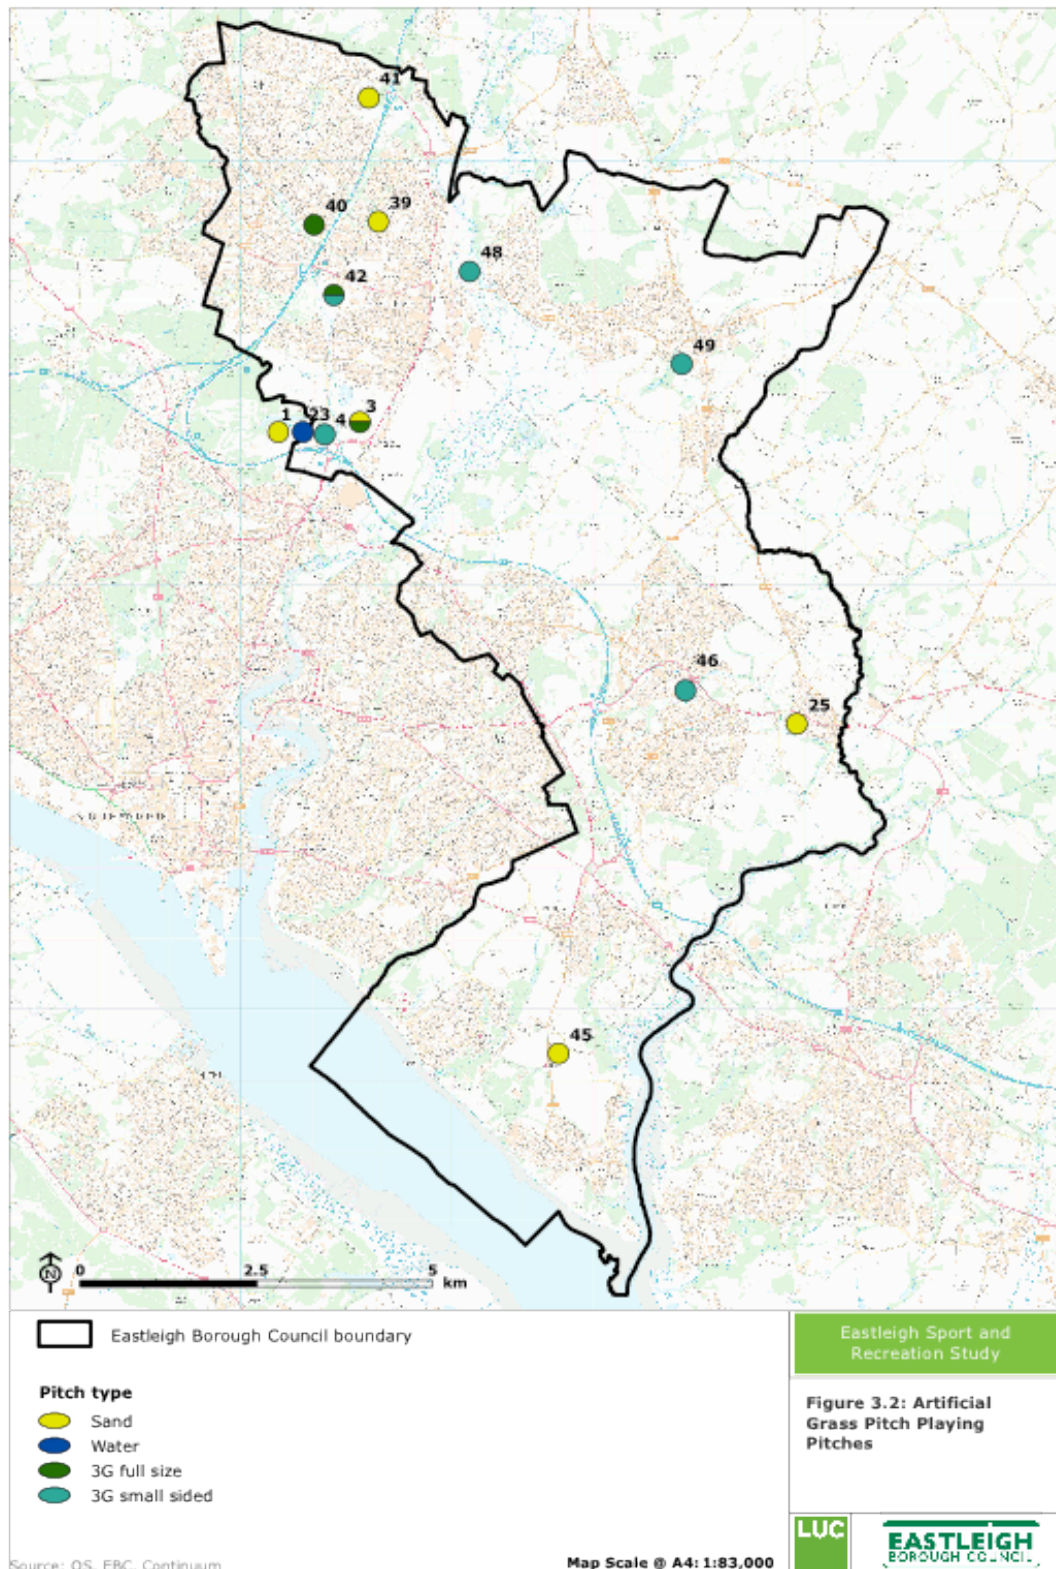 41
40
39
48
42
49
1
23
4
3
46
25
45
N
0
2.5
5
km
Eastleigh Borough Council boundary
Pitch type
Sand
Water
3G full size
3G small sided
Source: OS, EBC, Continuum
Map Scale @ A4: 1:83,000
Eastleigh Sport and
Recreation Study
Figure 3.2: Artificial
Grass Pitch Playing
Pitches
LUC
EASTLEIGH
BOROUGH COUNCIL